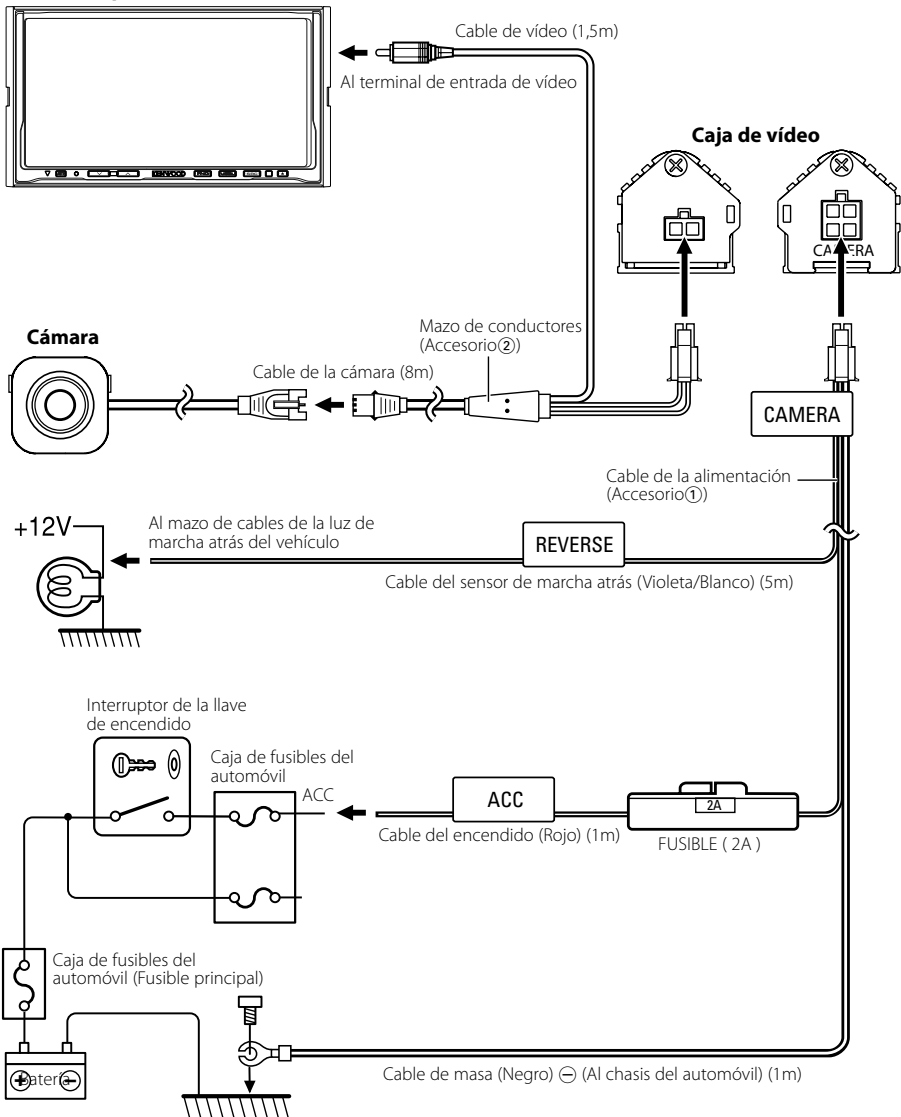 Cable de vídeo (1,5m)
Al terminal de entrada de vídeo
KENWOOD
Caja de vídeo
CAMERA
Mazo de conductores
(Accesorio②)
Cámara
Cable de la cámara (8m)
CAMERA
Cable de la alimentación
(Accesorio①)
+12V
Al mazo de cables de la luz de
marcha atrás del vehículo
REVERSE
Cable del sensor de marcha atrás (Violeta/Blanco) (5m)
Interruptor de la llave
de encendido
Caja de fusibles del
automóvil
ACC
ACC
2A
Cable del encendido (Rojo) (1m)
FUSIBLE ( 2A )
Caja de fusibles del
automóvil (Fusible principal)
Batería
Cable de masa (Negro) ⊖ (Al chasis del automóvil) (1m)